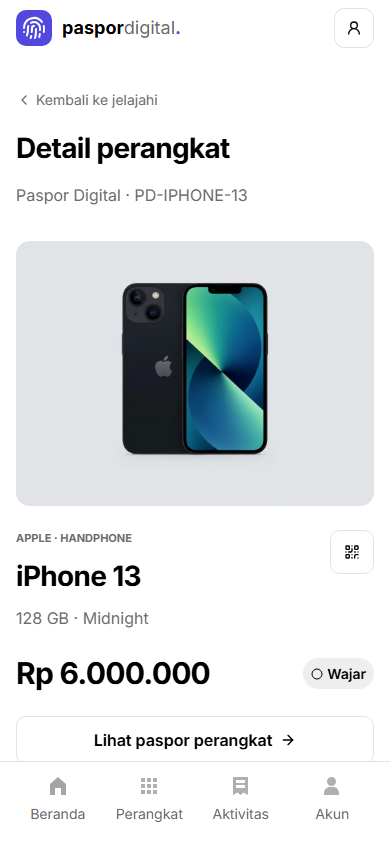 paspordigital.
Kembali ke jelajahi
Detail perangkat
Paspor Digital · PD-IPHONE-13
APPLE · HANDPHONE
iPhone 13
128 GB · Midnight
Rp 6.000.000
Wajar
Lihat paspor perangkat →
Beranda
Perangkat
Aktivitas
Akun